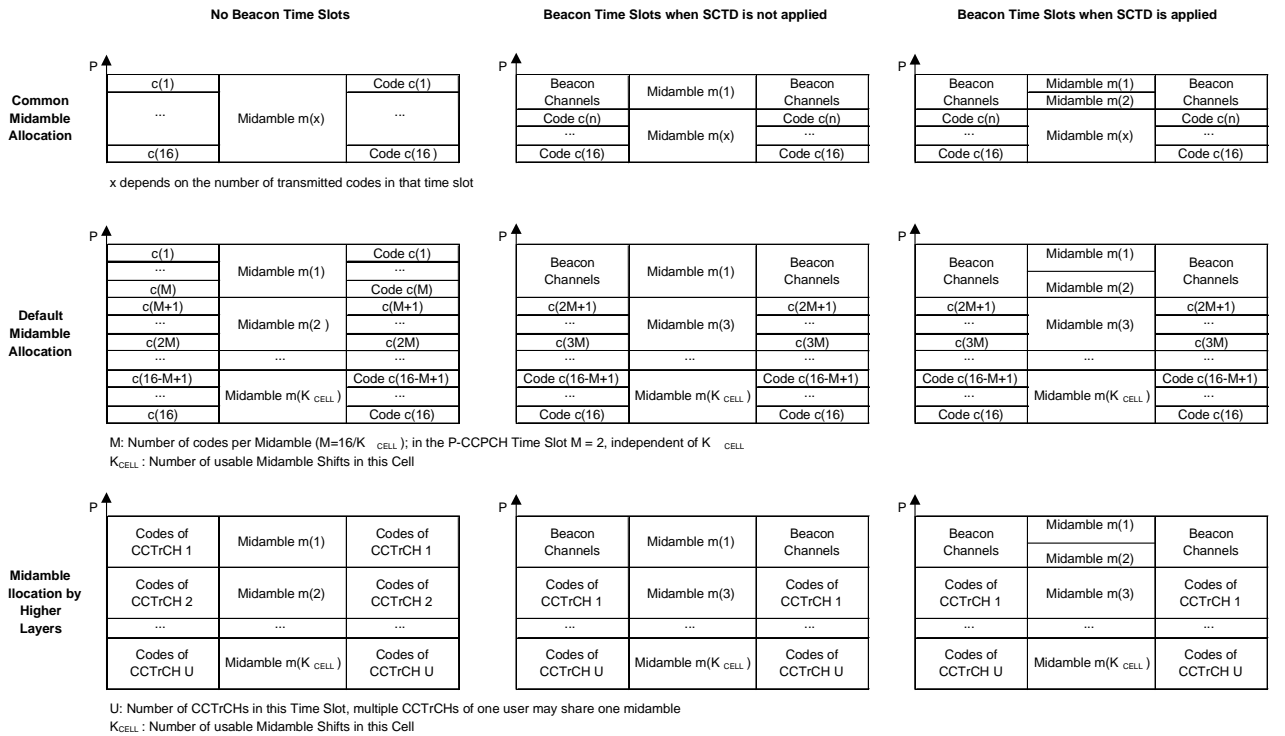 No Beacon Time Slots Beacon Time Slots when SCTD is not applied Beacon Time Slots when SCTD is applied
Common
Midamble
Allocation
P
c(1)
...
c(16)
Midamble m(x)
Code c(1)
...
Code c(16)
P
Beacon
Channels
Code c(n)
...
Code c(16)
Midamble m(1)
Midamble m(x)
Beacon
Channels
Code c(n)
...
Code c(16)
P
Beacon
Channels
Code c(n)
...
Code c(16)
Midamble m(1)
Midamble m(2)
Midamble m(x)
Beacon
Channels
Code c(n)
...
Code c(16)
x depends on the number of transmitted codes in that time slot
Default
Midamble
Allocation
P
c(1)
...
c(M)
c(M+1)
...
c(2M)
...
c(16-M+1)
...
c(16)
Midamble m(1)
Midamble m(2 )
...
Midamble m(K CELL )
Code c(1)
...
Code c(M)
c(M+1)
...
c(2M)
...
Code c(16-M+1)
...
Code c(16)
P
Beacon
Channels
c(2M+1)
...
c(3M)
...
Code c(16-M+1)
...
Code c(16)
Midamble m(1)
Midamble m(3)
...
Midamble m(K CELL )
Beacon
Channels
c(2M+1)
...
c(3M)
...
Code c(16-M+1)
...
Code c(16)
P
Beacon
Channels
c(2M+1)
...
c(3M)
...
Code c(16-M+1)
...
Code c(16)
Midamble m(1)
Midamble m(2)
Midamble m(3)
...
Midamble m(K CELL )
Beacon
Channels
c(2M+1)
...
c(3M)
...
Code c(16-M+1)
...
Code c(16)
M: Number of codes per Midamble (M=16/K CELL ); in the P-CCPCH Time Slot M = 2, independent of K CELL
KCELL : Number of usable Midamble Shifts in this Cell
Midamble
llocation by
Higher
Layers
P
Codes of
CCTrCH 1
Codes of
CCTrCH 2
...
Codes of
CCTrCH U
Midamble m(1)
Midamble m(2)
...
Midamble m(K CELL )
Codes of
CCTrCH 1
Codes of
CCTrCH 2
...
Codes of
CCTrCH U
P
Beacon
Channels
Codes of
CCTrCH 1
...
Codes of
CCTrCH U
Midamble m(1)
Midamble m(3)
...
Midamble m(K CELL )
Beacon
Channels
Codes of
CCTrCH 1
...
Codes of
CCTrCH U
P
Beacon
Channels
Codes of
CCTrCH 1
...
Codes of
CCTrCH U
Midamble m(1)
Midamble m(2)
Midamble m(3)
...
Midamble m(K CELL )
Beacon
Channels
Codes of
CCTrCH 1
...
Codes of
CCTrCH U
U: Number of CCTrCHs in this Time Slot, multiple CCTrCHs of one user may share one midamble
KCELL : Number of usable Midamble Shifts in this Cell